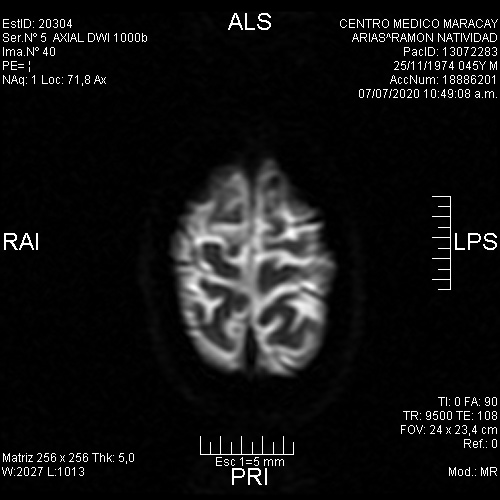 EstID: 20304
Ser.Nº 5 AXIAL DWI 1000b
Ima.Nº 40
PE= ¦
NAq: 1 Loc: 71,8 Ax
ALS
CENTRO MEDICO MARACAY
ARIAS^RAMON NATIVIDAD
PacID: 13072283
25/11/1974 045Y M
AccNum: 18886201
07/07/2020 10:49:08 a.m.
RAI
LPS
Matriz 256 x 256 Thk: 5,0
W:2027 L:1013
Esc 1=5 mm
PRI
TI: 0 FA: 90
TR: 9500 TE: 108
FOV: 24 x 23,4 cm
Ref.: 0
Mod.: MR